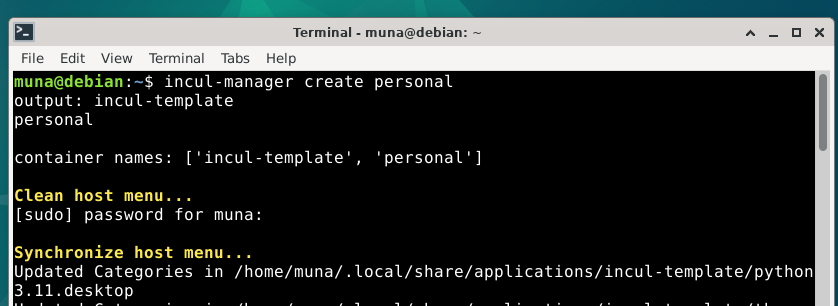 Terminal - muna@debian: ~
File Edit View Terminal Tabs Help
muna@debian:~$ incul-manager create personal
output: incul-template
personal
container names: ['incul-template', 'personal']
Clean host menu...
[sudo] password for muna:
Synchronize host menu...
Updated Categories in /home/muna/.local/share/applications/incul-template/python
3.11.desktop